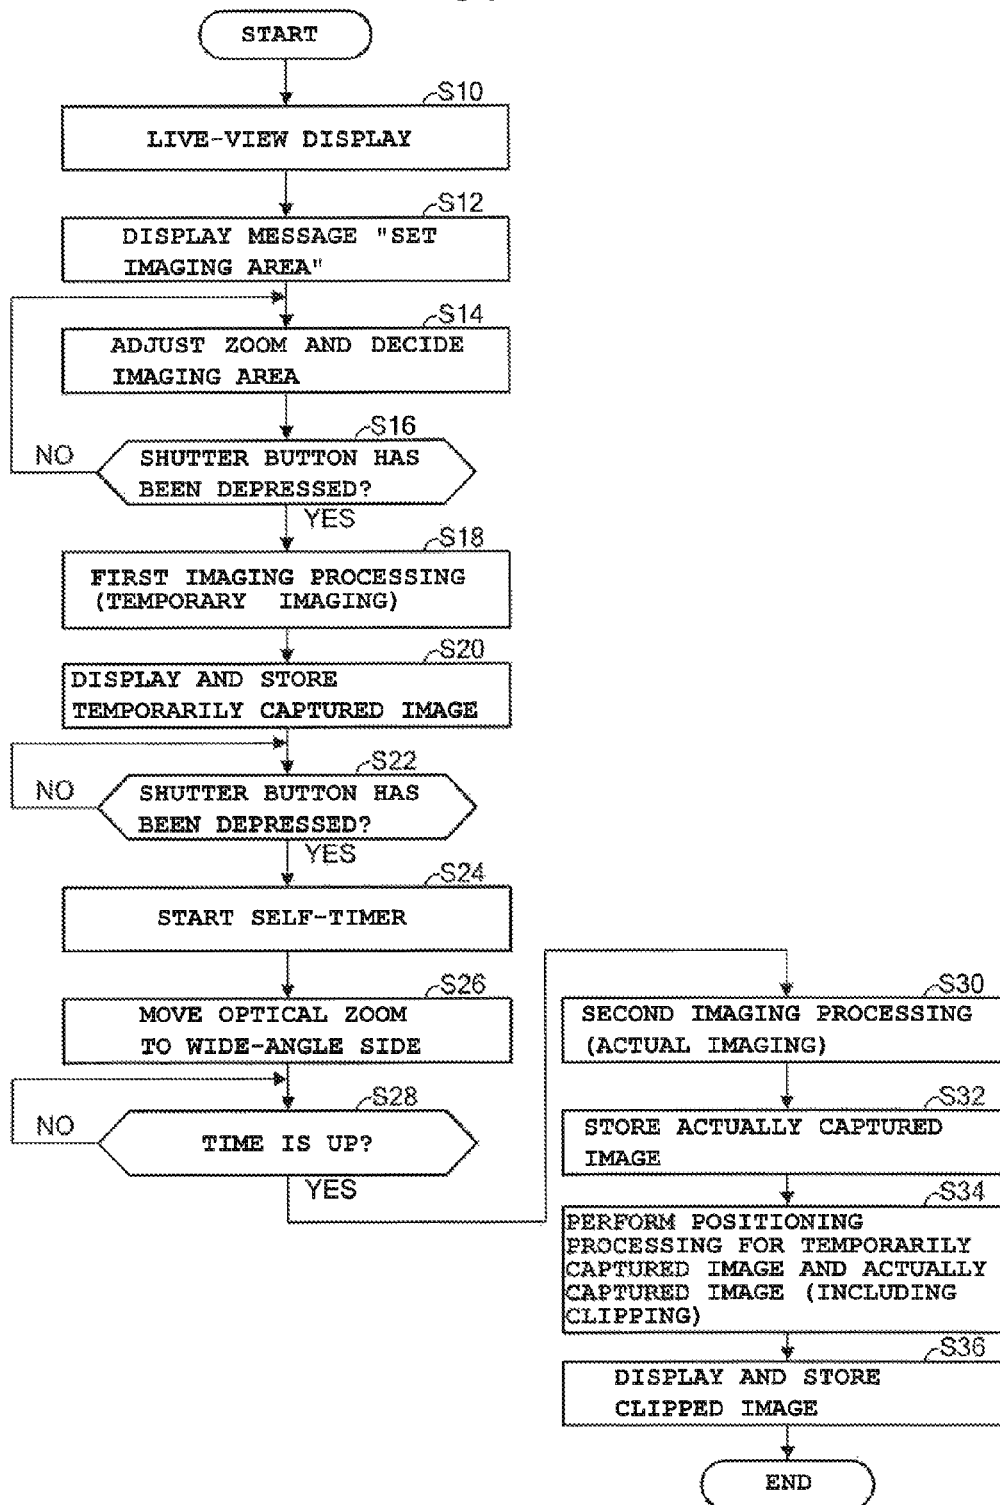 START
S10
LIVE-VIEW DISPLAY
S12
DISPLAY MESSAGE "SET
IMAGING AREA"
S14
ADJUST ZOOM AND DECIDE
IMAGING AREA
S16
NO
SHUTTER BUTTON HAS
BEEN DEPRESSED?
YES
S18
FIRST IMAGING PROCESSING
(TEMPORARY IMAGING)
S20
DISPLAY AND STORE
TEMPORARILY CAPTURED IMAGE
S22
NO
SHUTTER BUTTON HAS
BEEN DEPRESSED?
YES
S24
START SELF-TIMER
S26
MOVE OPTICAL ZOOM
TO WIDE-ANGLE SIDE
S28
NO
TIME IS UP?
YES
S30
SECOND IMAGING PROCESSING
(ACTUAL IMAGING)
S32
STORE ACTUALLY CAPTURED
IMAGE
S34
PERFORM POSITIONING
PROCESSING FOR TEMPORARILY
CAPTURED IMAGE AND ACTUALLY
CAPTURED IMAGE (INCLUDING
CLIPPING)
S36
DISPLAY AND STORE
CLIPPED IMAGE
END